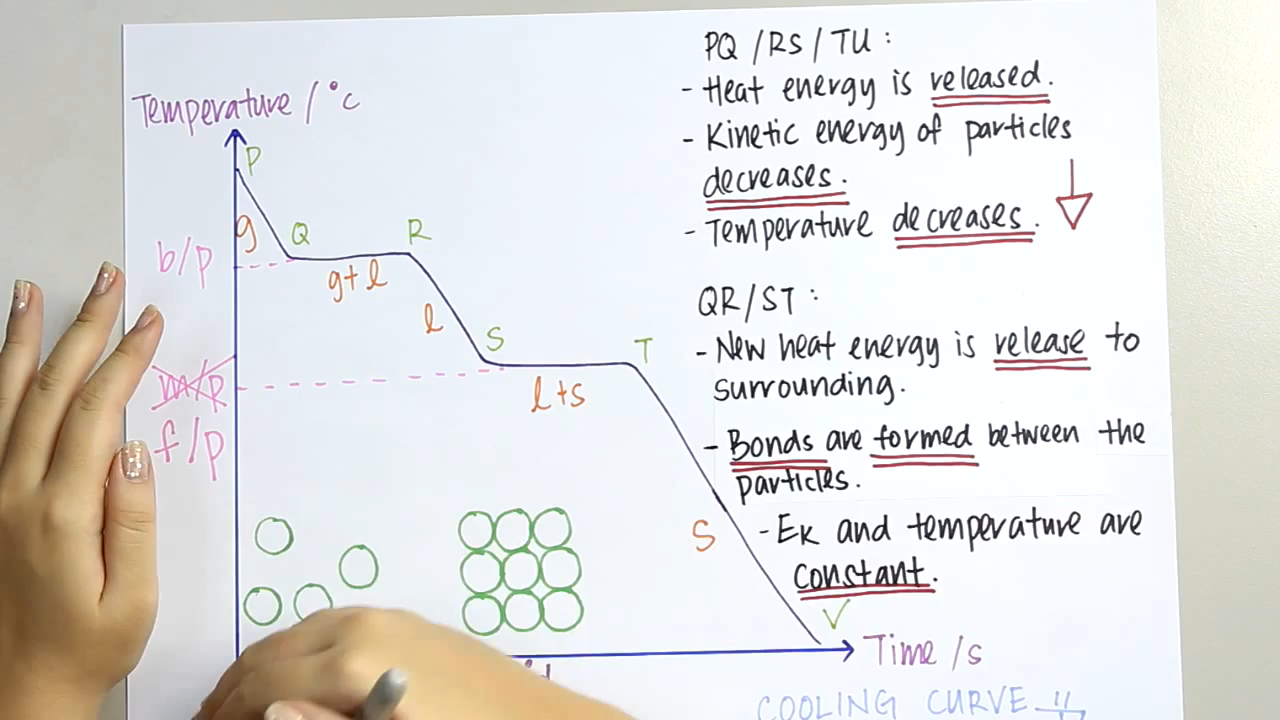 Temperature / °c
P
g
Q
R
b/p
g+l
l
S
T
m/p
l+s
f/p
S
V
Time /s
PQ /RS / TU :
- Heat energy is released.
- Kinetic energy of particles
decreases.
- Temperature decreases.
QR/ST :
- New heat energy is release to
surrounding.
- Bonds are formed between the
particles.
- Ek and temperature are
constant.
COOLING CURVE